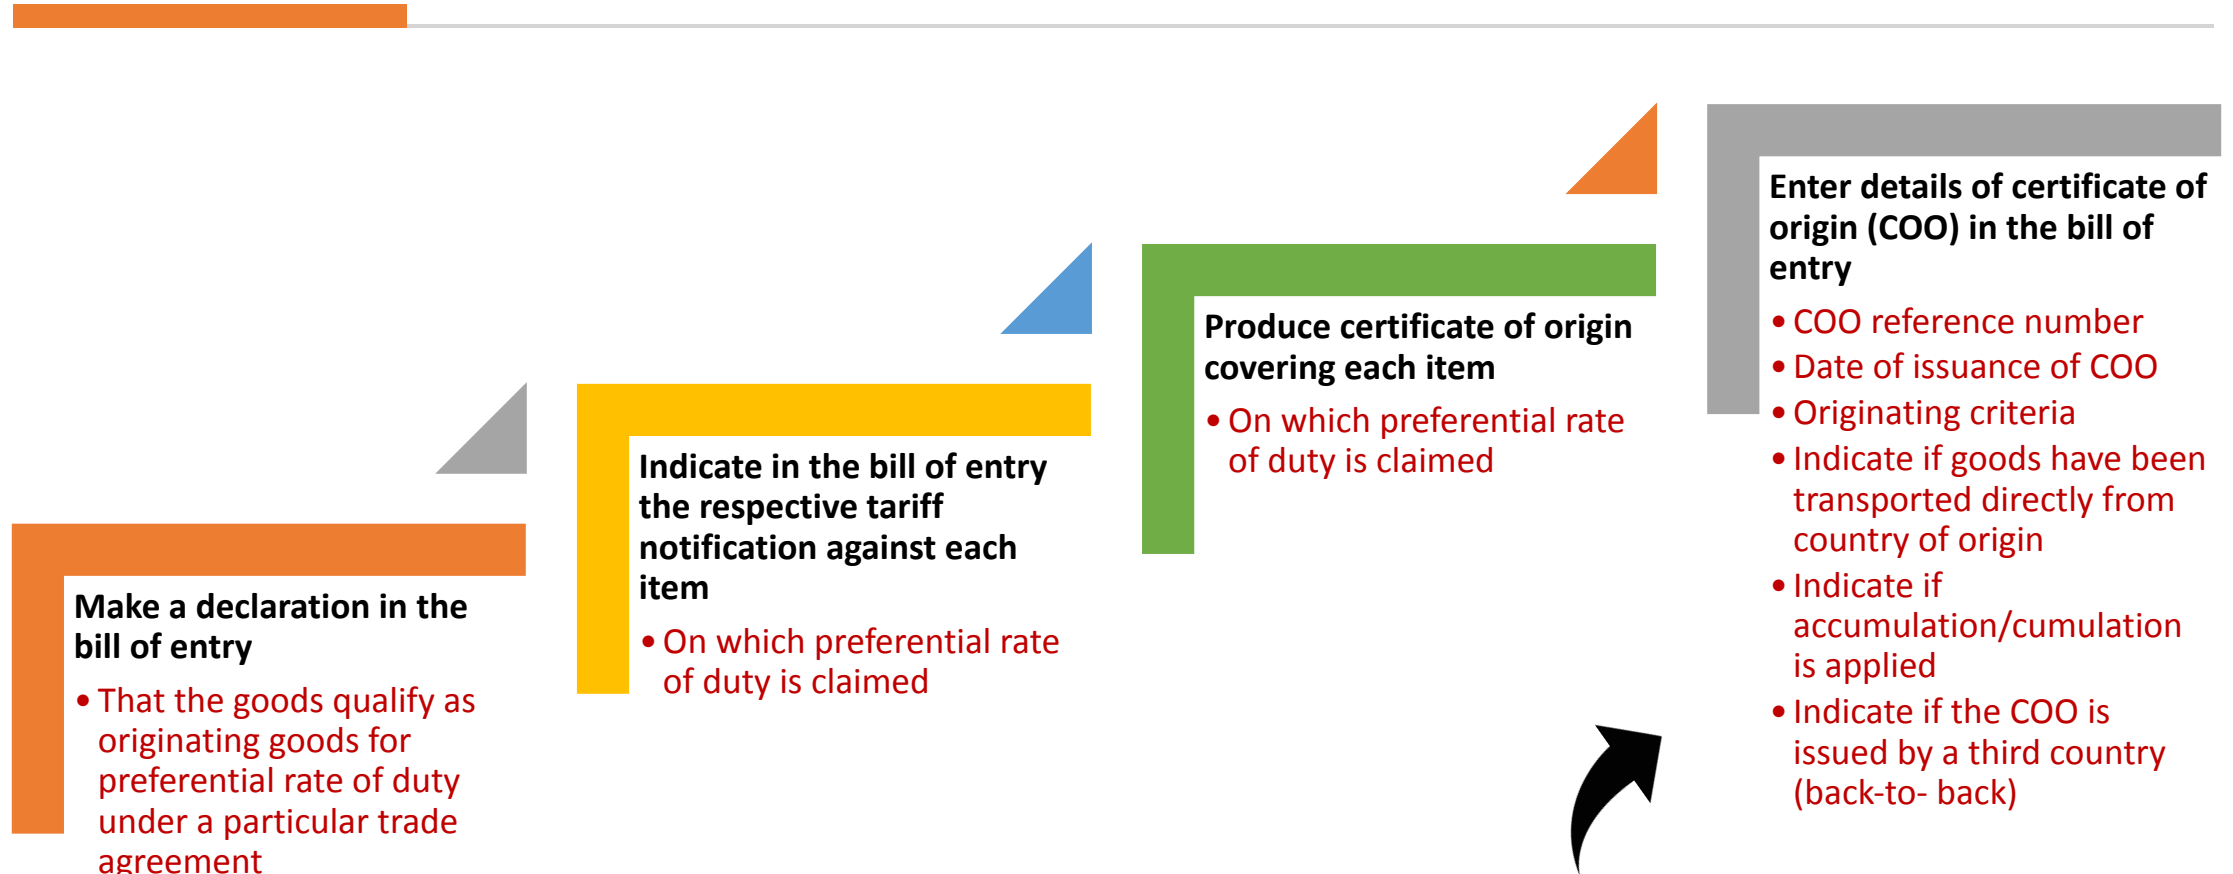 Make a declaration in the
bill of entry
• That the goods qualify as
originating goods for
preferential rate of duty
under a particular trade
agreement
Indicate in the bill of entry
the respective tariff
notification against each
item
• On which preferential rate
of duty is claimed
Produce certificate of origin
covering each item
• On which preferential rate
of duty is claimed
Enter details of certificate of
origin (COO) in the bill of
entry
• COO reference number
• Date of issuance of COO
• Originating criteria
• Indicate if goods have been
transported directly from
country of origin
• Indicate if
accumulation/cumulation
is applied
• Indicate if the COO is
issued by a third country
(back-to- back)